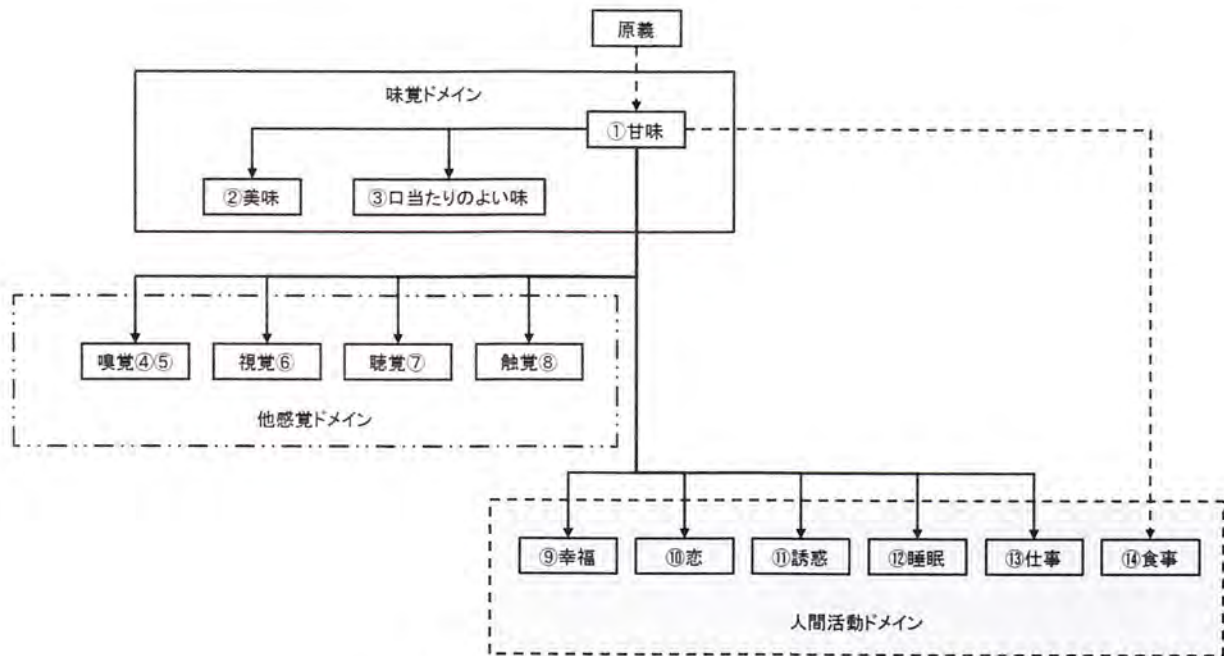 原義
味覚ドメイン
①甘味
②美味
③口当たりのよい味
嗅覚④⑤
視覚⑥
聴覚⑦
触覚⑧
他感覚ドメイン
⑨幸福
⑩恋
⑪誘惑
⑫睡眠
⑬仕事
⑭食事
人間活動ドメイン